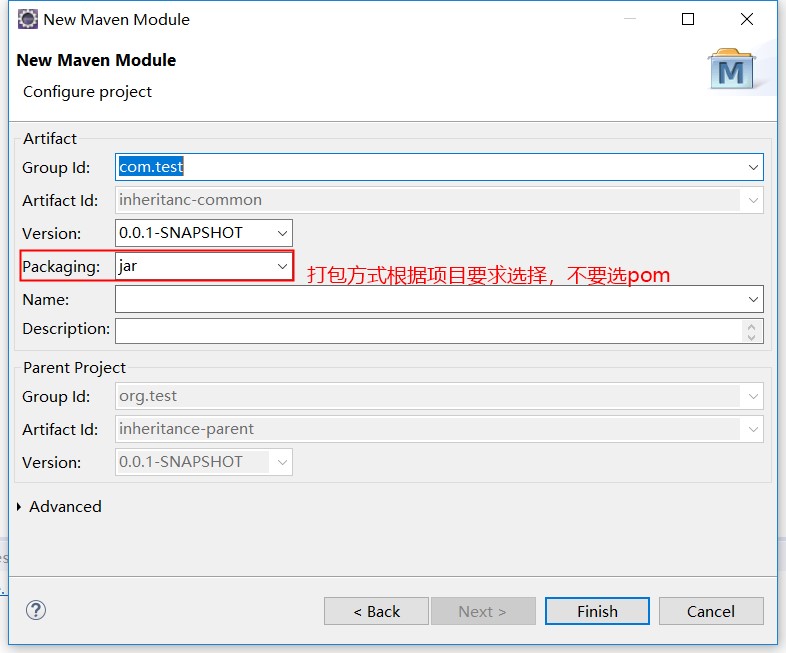 New Maven Module
New Maven Module
Configure project
M
Artifact
Group Id: com.test
Artifact Id: inheritanc-common
Version: 0.0.1-SNAPSHOT
Packaging: jar
打包方式根据项目要求选择，不要选pom
Name:
Description:
Parent Project
Group Id: org.test
Artifact Id: inheritance-parent
Version: 0.0.1-SNAPSHOT
Advanced
es
?
< Back Next > Finish Cancel